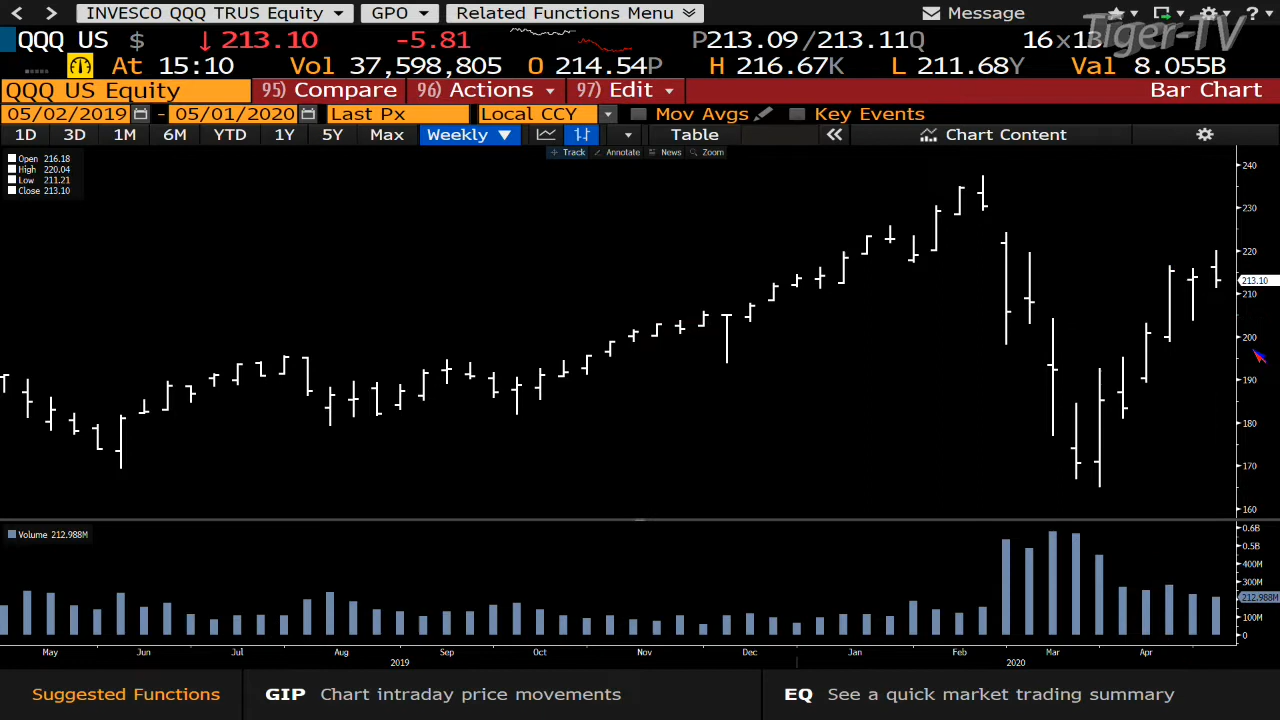 INVESCO QQQ TRUS Equity GPO Related Functions Menu Message ?
QQQ US $ ↓ 213.10 -5.81 P213.09/213.11Q 16x
Tiger-TV
At 15:10 Vol 37,598,805 O 214.54P H 216.67K L 211.68Y Val 8.055B
QQQ US Equity 95) Compare 96) Actions 97) Edit Bar Chart
05/02/2019 - 05/01/2020 Last Px Local CCY Mov Avgs Key Events
1D 3D 1M 6M YTD 1Y 5Y Max Weekly ▼ Table « Chart Content
Track Annotate News Zoom
Open 216.18
High 220.04
Low 211.21
Close 213.10
240
230
220
213.10
210
200
190
180
170
160
Volume 212.988M
0.6B
0.5B
400M
300M
212.988M
100M
0
May Jun Jul Aug Sep Oct Nov Dec Jan Feb Mar Apr
2019 2020
Suggested Functions GIP Chart intraday price movements EQ See a quick market trading summary